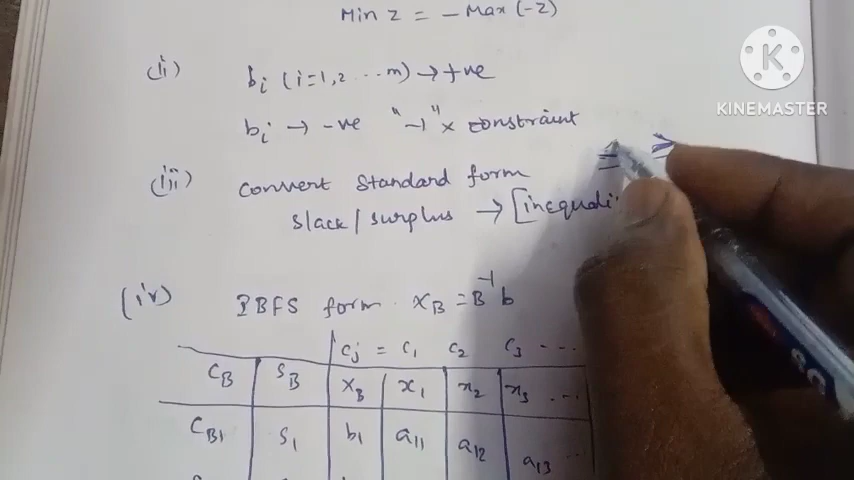 Min Z = - Max (-Z)
(ii) bi (i=1,2 ... m) → +ve
bi → -ve "-1" x constraint
(iii) convert standard form
slack/surplus → [inequali
≤ ≥
(iv) IBFS form. XB = B⁻¹ b
Cj = C1 C2 C3 ...
CB SB XB x1 x2 x3 ...
CB1 S1 b1 a11 a12 a13 ...
K
KINEMASTER